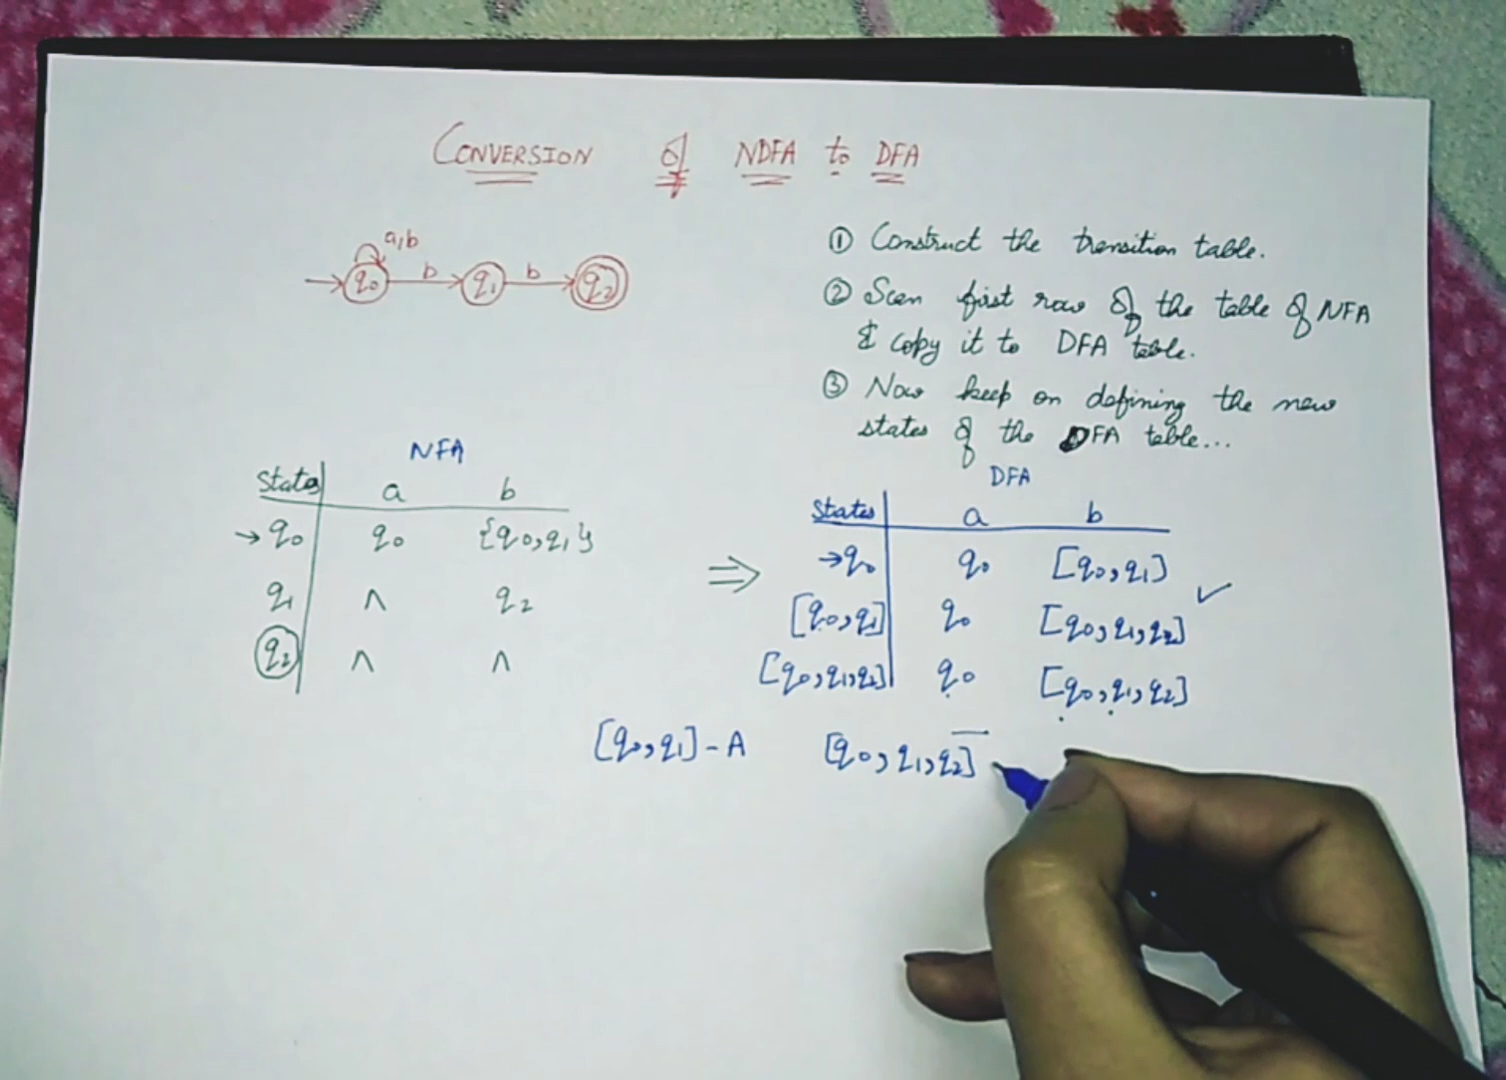 CONVERSION of NDFA to DFA
a,b
→ q0 b q1 b q2
① Construct the transition table.
② Scan first row of the table of NFA
& copy it to DFA table.
③ Now keep on defining the new
states of the DFA table...
NFA
States a b
→ q0 q0 {q0,q1}
q1 ∧ q2
q2 ∧ ∧
⇒
DFA
States a b
→ q0 q0 [q0,q1]
[q0,q1] q0 [q0,q1,q2] ✓
[q0,q1,q2] q0 [q0,q1,q2]
[q0,q1] - A [q0,q1,q2]